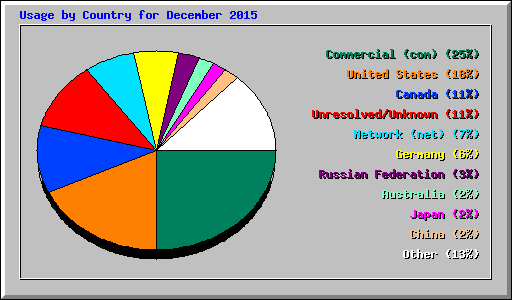 Usage by Country for December 2015
Commercial (com) (25%)
United States (18%)
Canada (11%)
Unresolved/Unknown (11%)
Network (net) (7%)
Germany (6%)
Russian Federation (3%)
Australia (2%)
Japan (2%)
China (2%)
Other (13%)